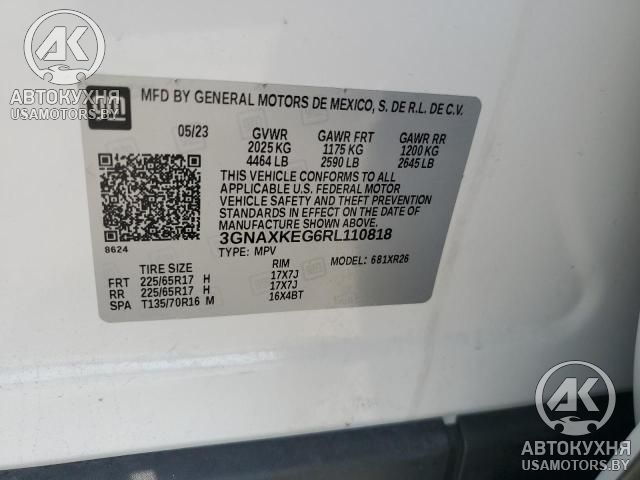 AK
АВТОКУХНЯ
USAMOTORS.BY
gm
MFD BY GENERAL MOTORS DE MEXICO, S. DE R.L. DE C.V.
05/23 GVWR GAWR FRT GAWR RR
2025 KG 1175 KG 1200 KG
4464 LB 2590 LB 2645 LB
THIS VEHICLE CONFORMS TO ALL
APPLICABLE U.S. FEDERAL MOTOR
VEHICLE SAFETY AND THEFT PREVENTION
STANDARDS IN EFFECT ON THE DATE OF
MANUFACTURE SHOWN ABOVE.
3GNAXKEG6RL110818
8624 TYPE: MPV MODEL: 681XR26
TIRE SIZE RIM
FRT 225/65R17 H 17X7J
RR 225/65R17 H 17X7J
SPA T135/70R16 M 16X4BT
AK
АВТОКУХНЯ
USAMOTORS.BY